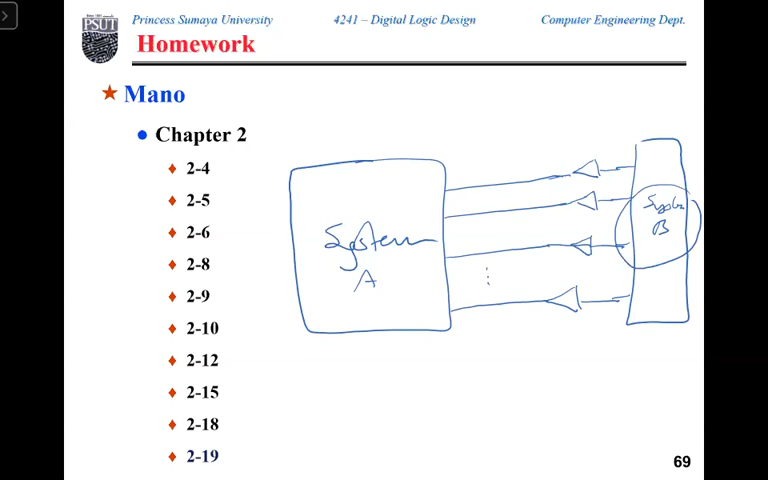 PSUT
Princess Sumaya University
4241 – Digital Logic Design
Computer Engineering Dept.
Homework
Mano
Chapter 2
2-4
2-5
2-6
2-8
2-9
2-10
2-12
2-15
2-18
2-19
System
A
System
B
69